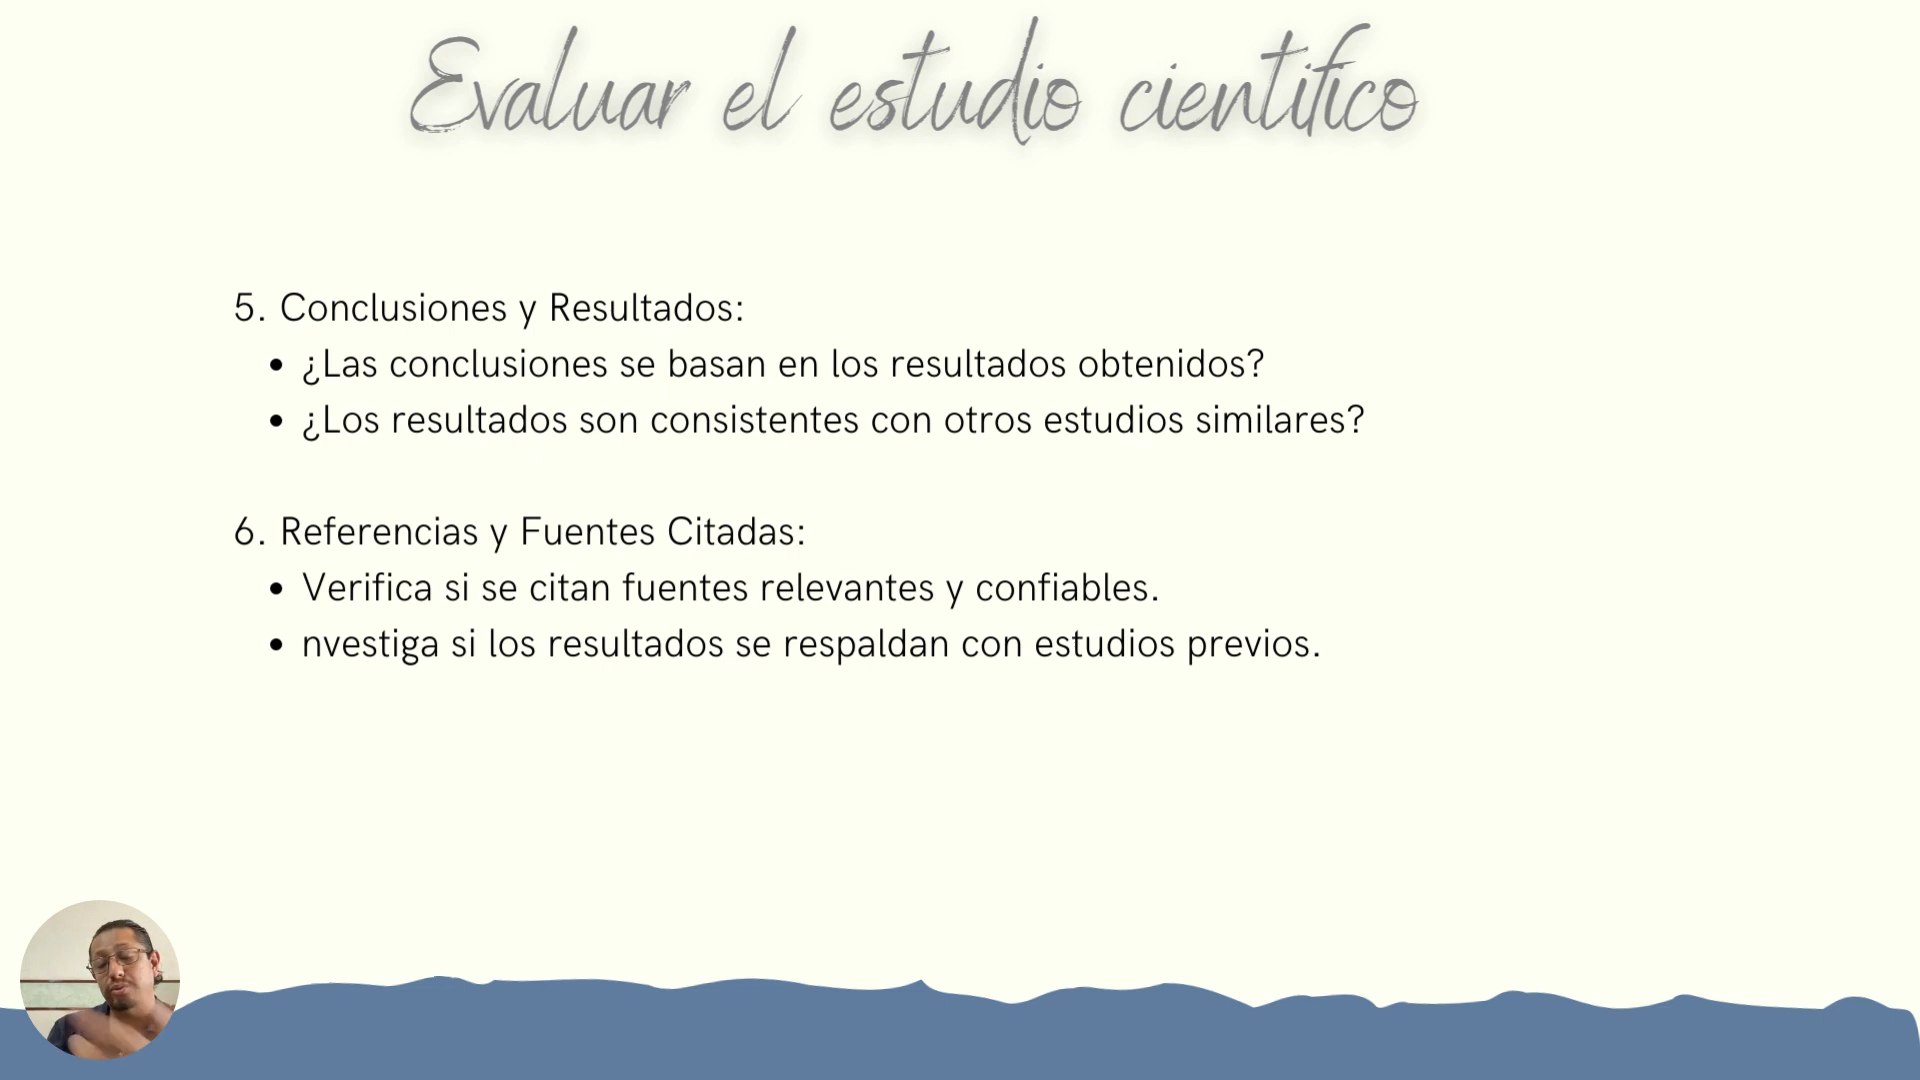 Evaluar el estudio cientifico
5. Conclusiones y Resultados:
• ¿Las conclusiones se basan en los resultados obtenidos?
• ¿Los resultados son consistentes con otros estudios similares?
6. Referencias y Fuentes Citadas:
• Verifica si se citan fuentes relevantes y confiables.
• nvestiga si los resultados se respaldan con estudios previos.